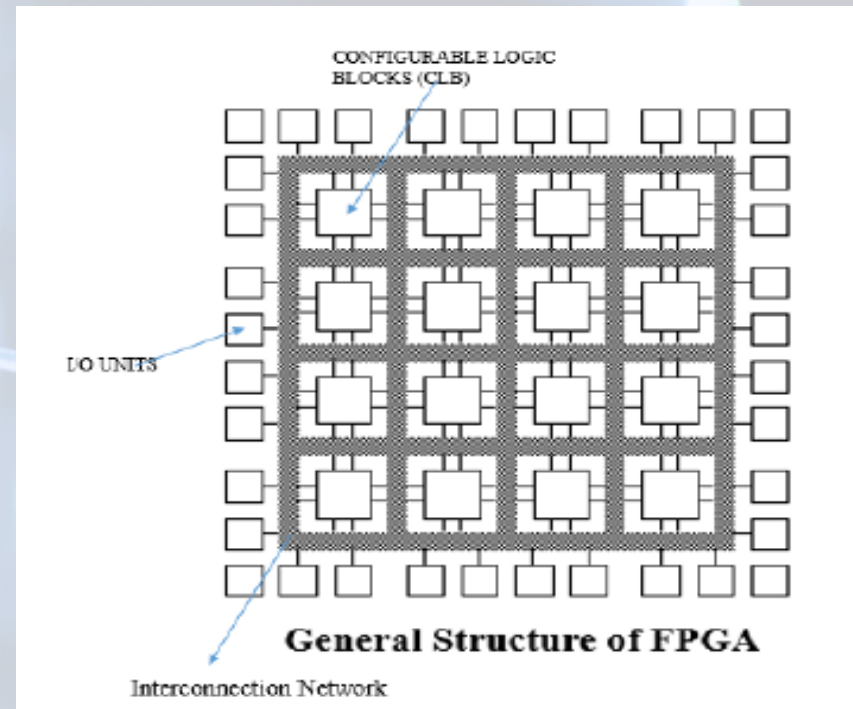 CONFIGURABLE LOGIC
BLOCKS (CLB)
I/O UNITS
General Structure of FPGA
Interconnection Network